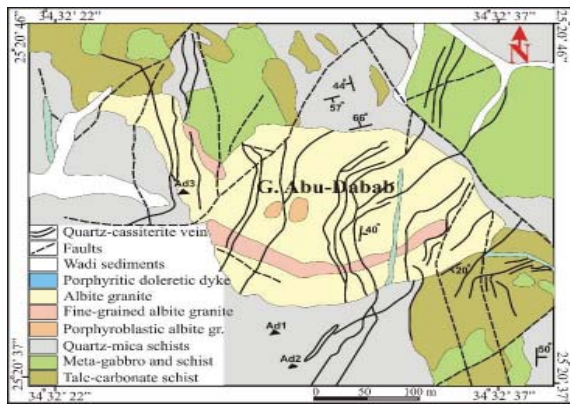 34, 32' 22" 34, 32' 37"
25°20' 46"
25°20' 46"
N
44°
57°
66°
G. Abu-Dabab
Ad3
40°
20°
Ad1
Ad2
50°
Quartz-cassiterite vein
Faults
Wadi sediments
Porphyritic doleretic dyke
Albite granite
Fine-grained albite granite
Porphyroblastic albite gr.
Quartz-mica schists
Meta-gabbro and schist
Talc-carbonate schist
25°20' 37"
25°20' 37"
0 50 100 m
34° 32' 22" 34° 32' 37"